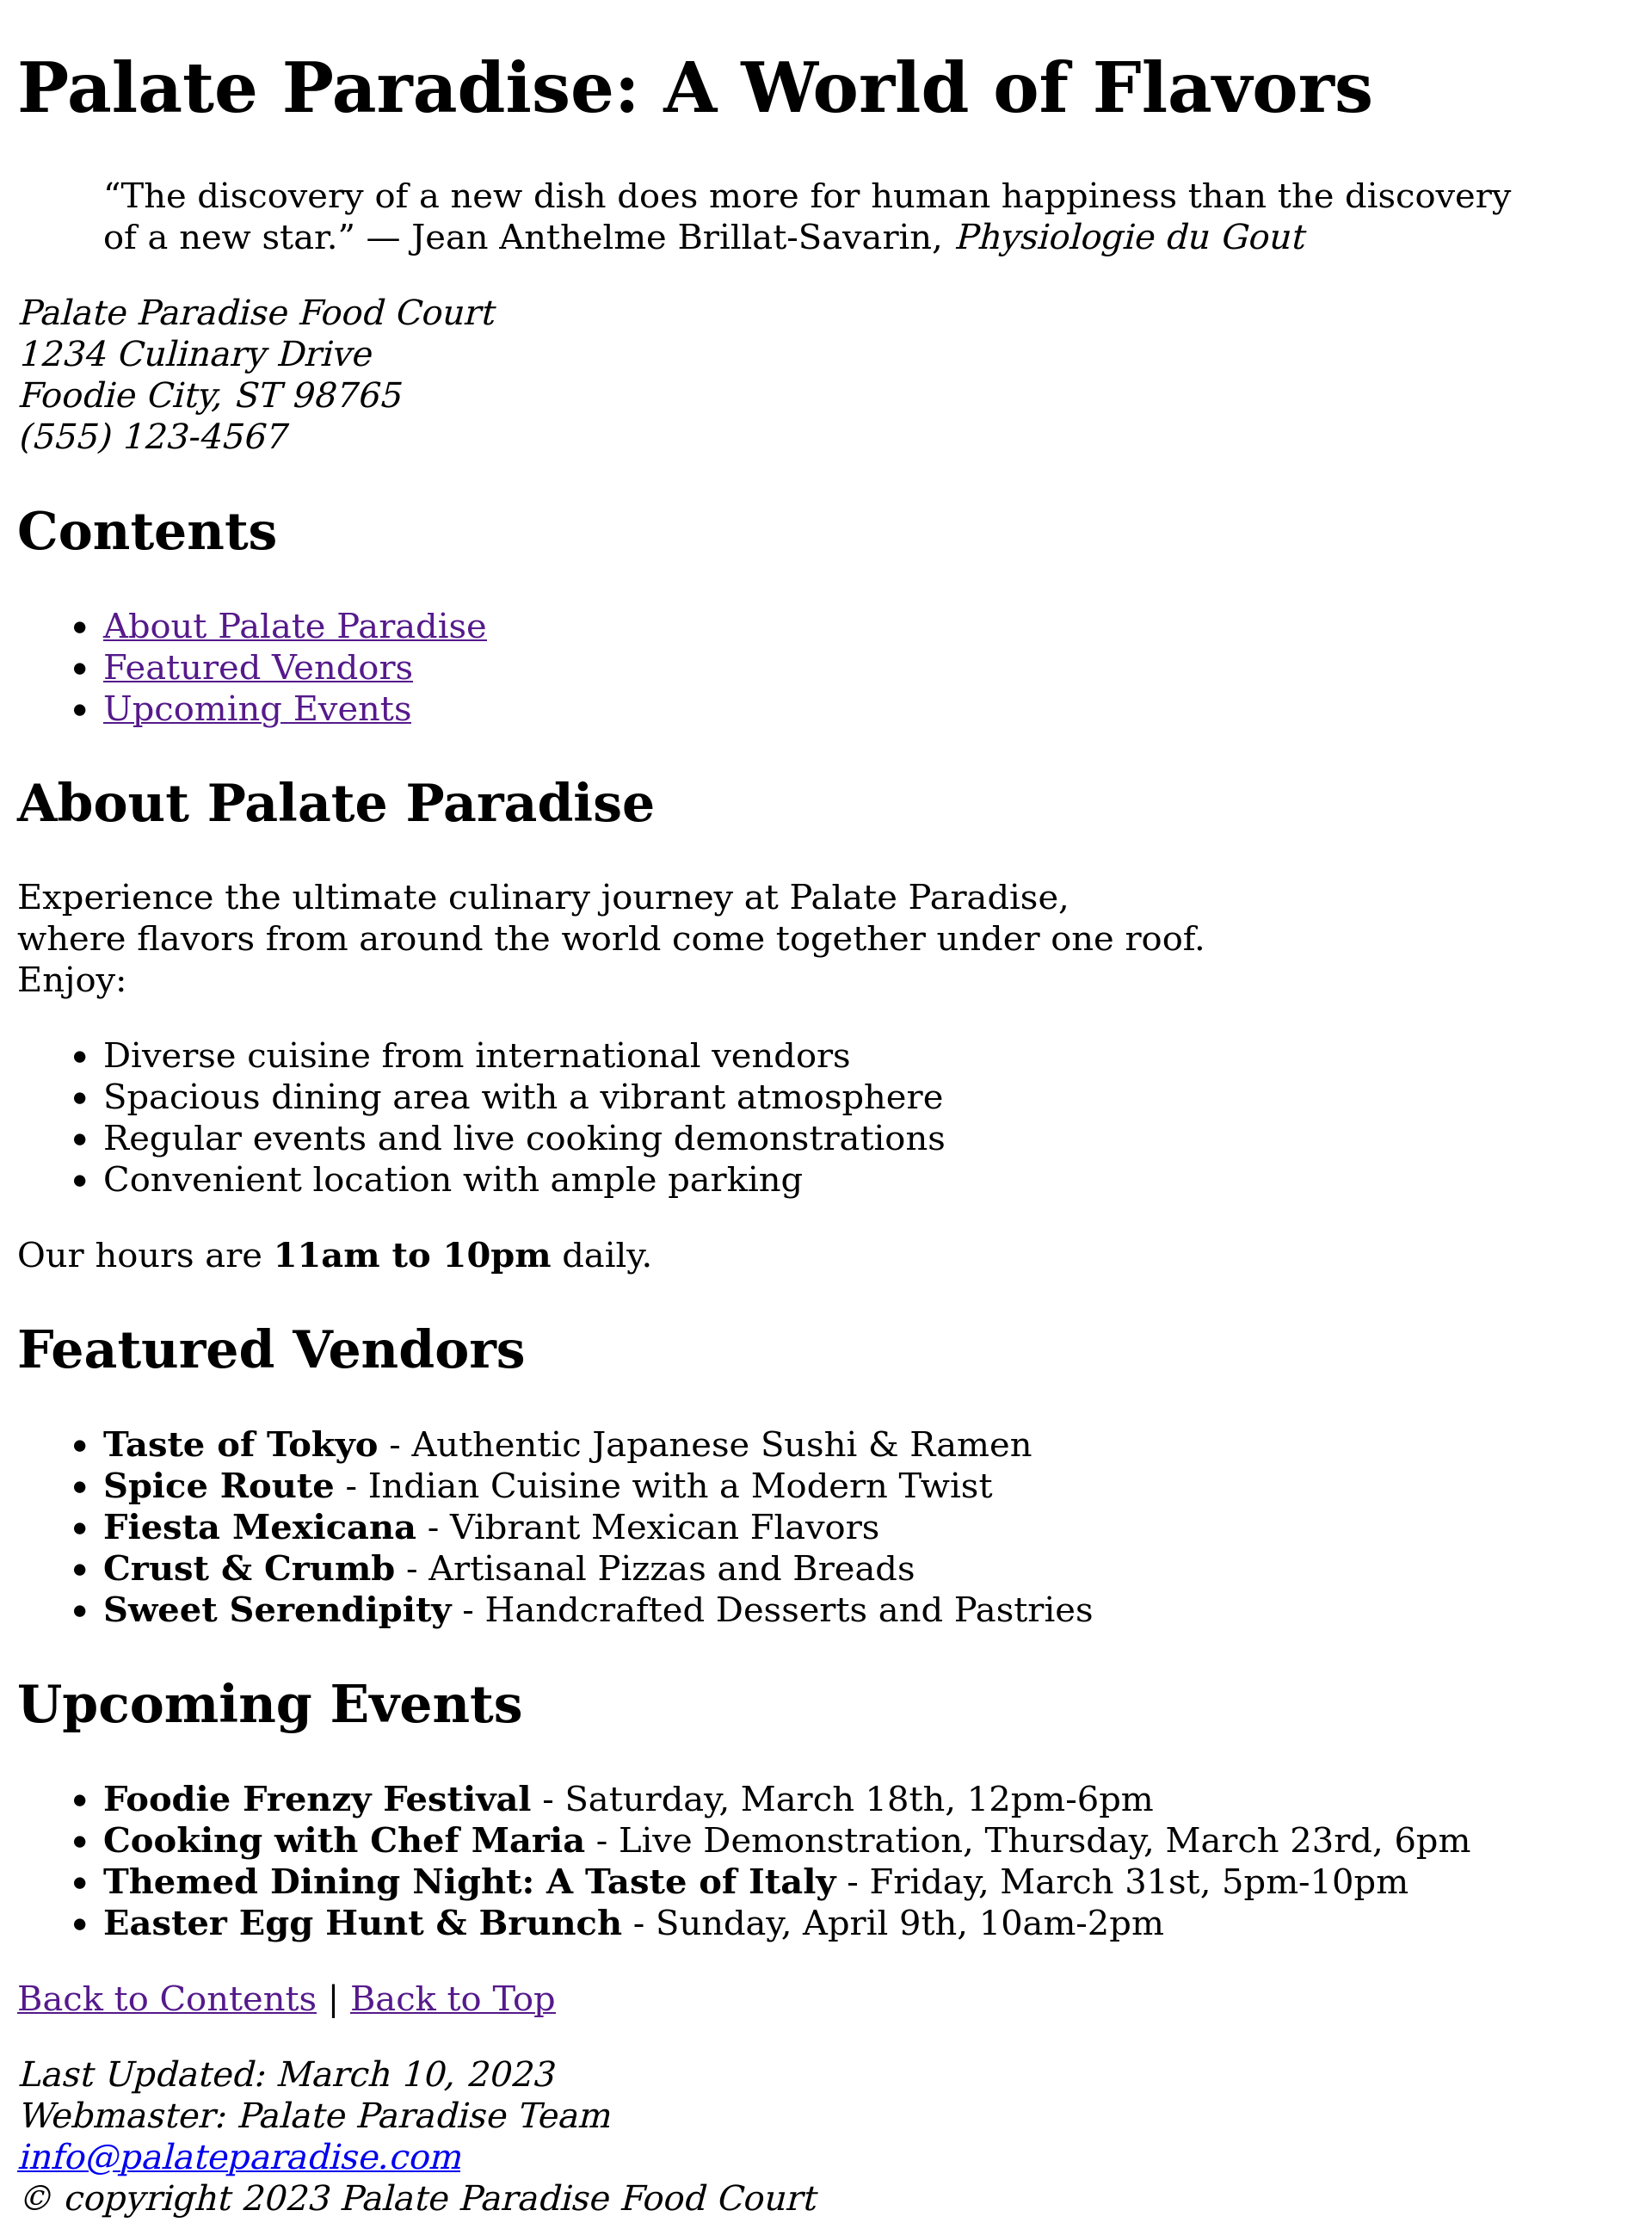 Palate Paradise: A World of Flavors
“The discovery of a new dish does more for human happiness than the discovery
of a new star.” — Jean Anthelme Brillat-Savarin, Physiologie du Gout
Palate Paradise Food Court
1234 Culinary Drive
Foodie City, ST 98765
(555) 123-4567
Contents
• About Palate Paradise
• Featured Vendors
• Upcoming Events
About Palate Paradise
Experience the ultimate culinary journey at Palate Paradise,
where flavors from around the world come together under one roof.
Enjoy:
• Diverse cuisine from international vendors
• Spacious dining area with a vibrant atmosphere
• Regular events and live cooking demonstrations
• Convenient location with ample parking
Our hours are 11am to 10pm daily.
Featured Vendors
• Taste of Tokyo - Authentic Japanese Sushi & Ramen
• Spice Route - Indian Cuisine with a Modern Twist
• Fiesta Mexicana - Vibrant Mexican Flavors
• Crust & Crumb - Artisanal Pizzas and Breads
• Sweet Serendipity - Handcrafted Desserts and Pastries
Upcoming Events
• Foodie Frenzy Festival - Saturday, March 18th, 12pm-6pm
• Cooking with Chef Maria - Live Demonstration, Thursday, March 23rd, 6pm
• Themed Dining Night: A Taste of Italy - Friday, March 31st, 5pm-10pm
• Easter Egg Hunt & Brunch - Sunday, April 9th, 10am-2pm
Back to Contents | Back to Top
Last Updated: March 10, 2023
Webmaster: Palate Paradise Team
info@palateparadise.com
© copyright 2023 Palate Paradise Food Court